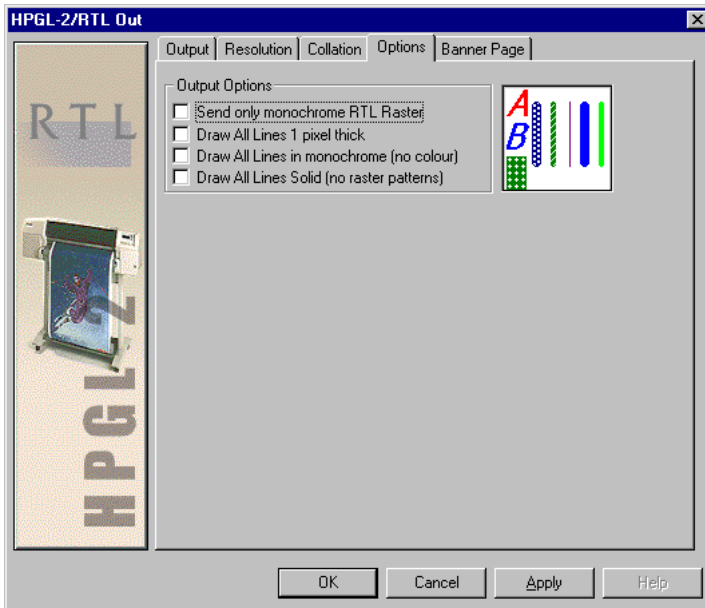 HPGL-2/RTL Out
Output Resolution Collation Options Banner Page
RTL
HPGL 2
Output Options
Send only monochrome RTL Raster
Draw All Lines 1 pixel thick
Draw All Lines in monochrome (no colour)
Draw All Lines Solid (no raster patterns)
A
B
OK Cancel Apply Help